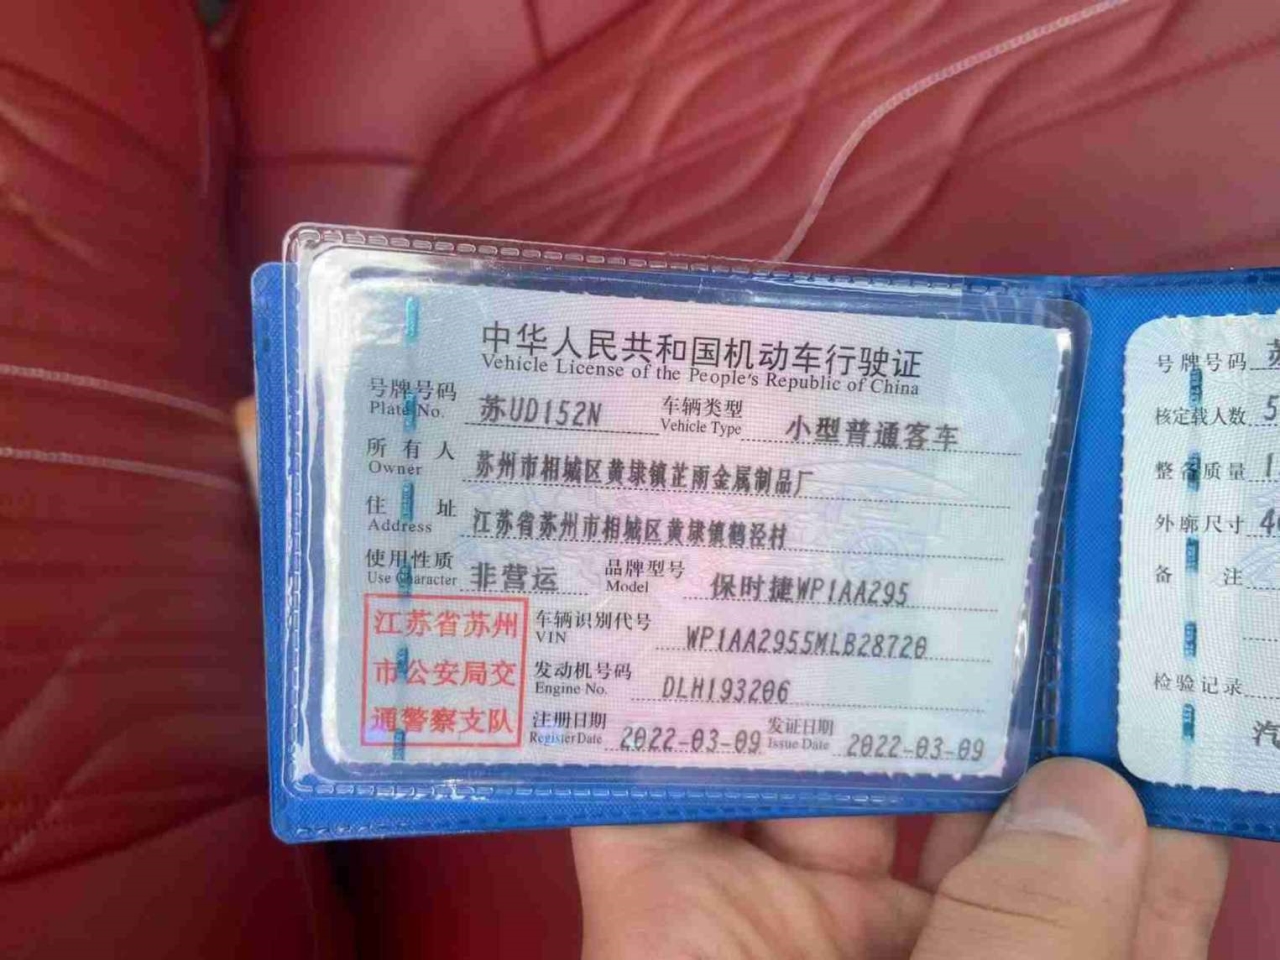 中华人民共和国机动车行驶证
Vehicle License of the People's Republic of China
号牌号码 苏UD152N 车辆类型 小型普通客车
Plate No. Vehicle Type
所有人 苏州市相城区黄埭镇芷雨金属制品厂
Owner
住址 江苏省苏州市相城区黄埭镇鹤泾村
Address
使用性质 非营运 品牌型号 保时捷WP1AA295
Use Character Model
江苏省苏州
市公安局交
通警察支队
车辆识别代号 WP1AA2955MLB28720
VIN
发动机号码 DLH193206
Engine No.
注册日期 2022-03-09 发证日期 2022-03-09
Register Date Issue Date
号牌号码 苏
核定载人数 5
整备质量 1
外廓尺寸 4
备注
检验记录
汽